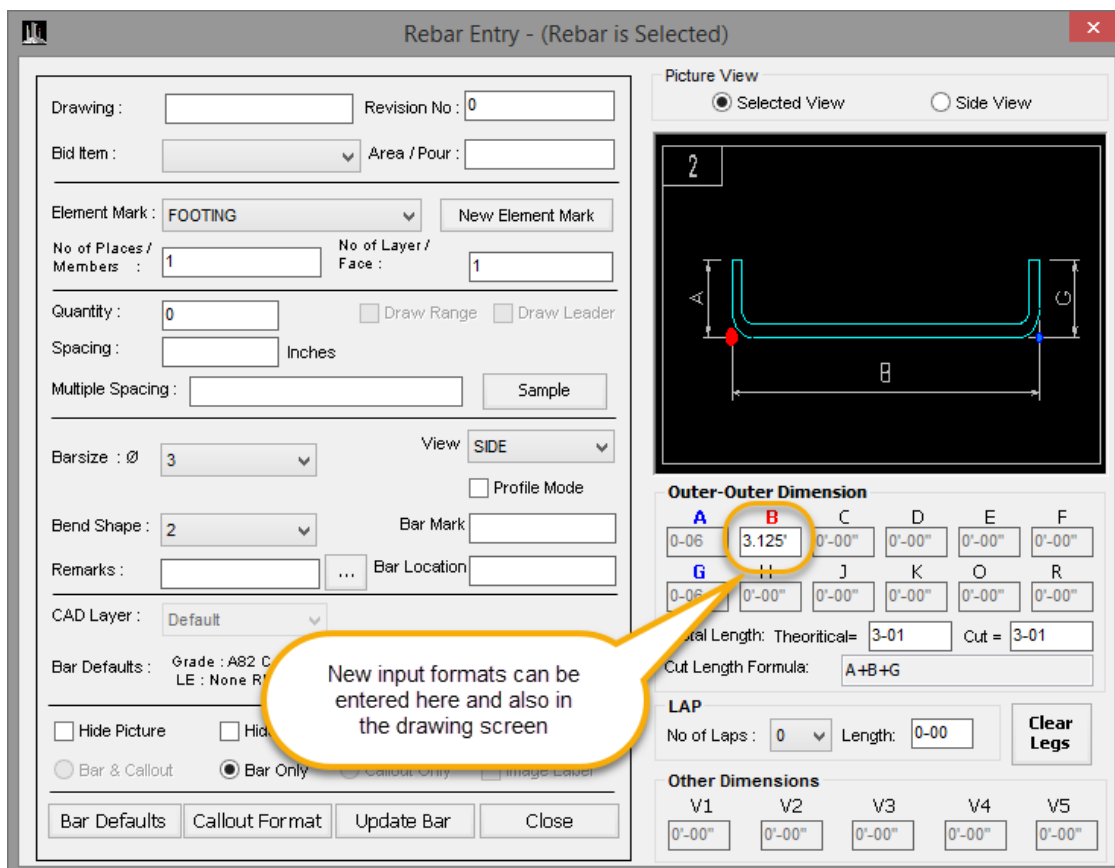 Rebar Entry - (Rebar is Selected)
x
Drawing :
Revision No : 0
Bid Item :
Area / Pour :
Element Mark : FOOTING
New Element Mark
No of Places /
Members : 1
No of Layer /
Face : 1
Quantity : 0
Draw Range
Draw Leader
Spacing :
Inches
Multiple Spacing :
Sample
Barsize : Ø 3
View SIDE
Profile Mode
Bend Shape : 2
Bar Mark
Remarks :
...
Bar Location
CAD Layer : Default
Bar Defaults :
Grade : A82 C
LE : None
New input formats can be
entered here and also in
the drawing screen
Hide Picture
Bar & Callout
Bar Only
Callout Only
Image Label
Bar Defaults
Callout Format
Update Bar
Close
Picture View
Selected View
Side View
2
A
G
B
Outer-Outer Dimension
A B C D E F
0-06 3.125' 0'-00" 0'-00" 0'-00" 0'-00"
G H J K O R
0-06 0'-00" 0'-00" 0'-00" 0'-00" 0'-00"
Length: Theoritical= 3-01 Cut = 3-01
Cut Length Formula: A+B+G
LAP
No of Laps : 0 Length: 0-00
Clear
Legs
Other Dimensions
V1 V2 V3 V4 V5
0'-00" 0'-00" 0'-00" 0'-00" 0'-00"